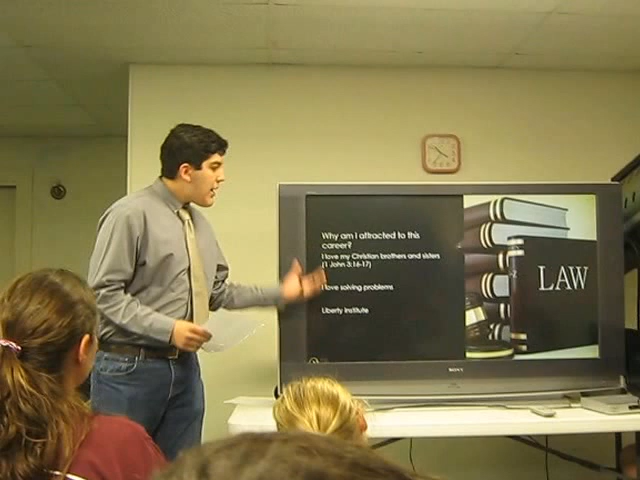 Why am I attracted to this
career?
I love my Christian brothers and sisters
(1 John 3:16-17)
I love solving problems
Liberty Institute
LAW
SONY